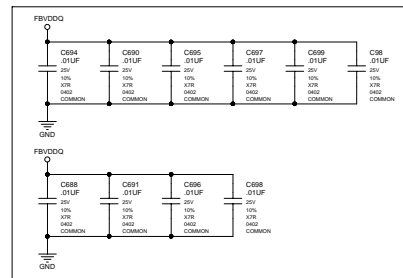 FBVDDQ
C694 C690 C695 C697 C699 C98
.01UF .01UF .01UF .01UF .01UF .01UF
25V 25V 25V 25V 25V 25V
10% 10% 10% 10% 10% 10%
X7R X7R X7R X7R X7R X7R
0402 0402 0402 0402 0402 0402
COMMON COMMON COMMON COMMON COMMON COMMON
GND
FBVDDQ
C688 C691 C696 C698
.01UF .01UF .01UF .01UF
25V 25V 25V 25V
10% 10% 10% 10%
X7R X7R X7R X7R
0402 0402 0402 0402
COMMON COMMON COMMON COMMON
GND